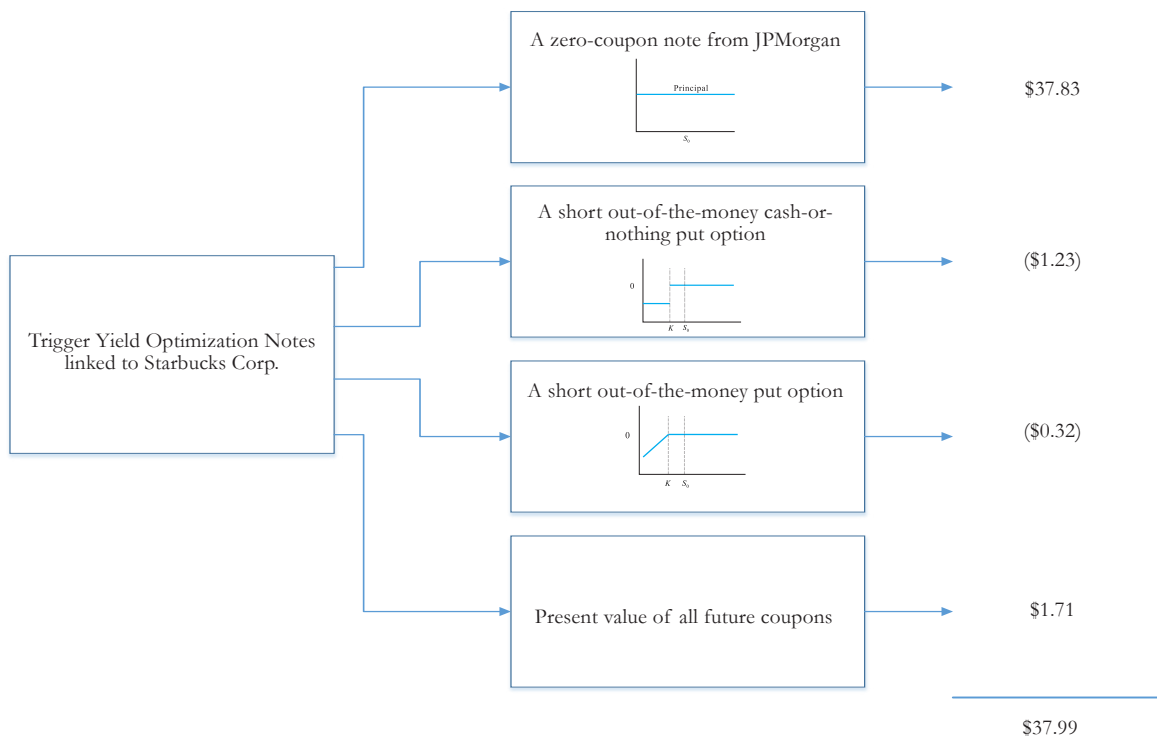 A zero-coupon note from JPMorgan
Principal
S₀
$37.83
A short out-of-the-money cash-or-
nothing put option
0
K
S₀
($1.23)
Trigger Yield Optimization Notes
linked to Starbucks Corp.
A short out-of-the-money put option
0
K
S₀
($0.32)
Present value of all future coupons
$1.71
$37.99